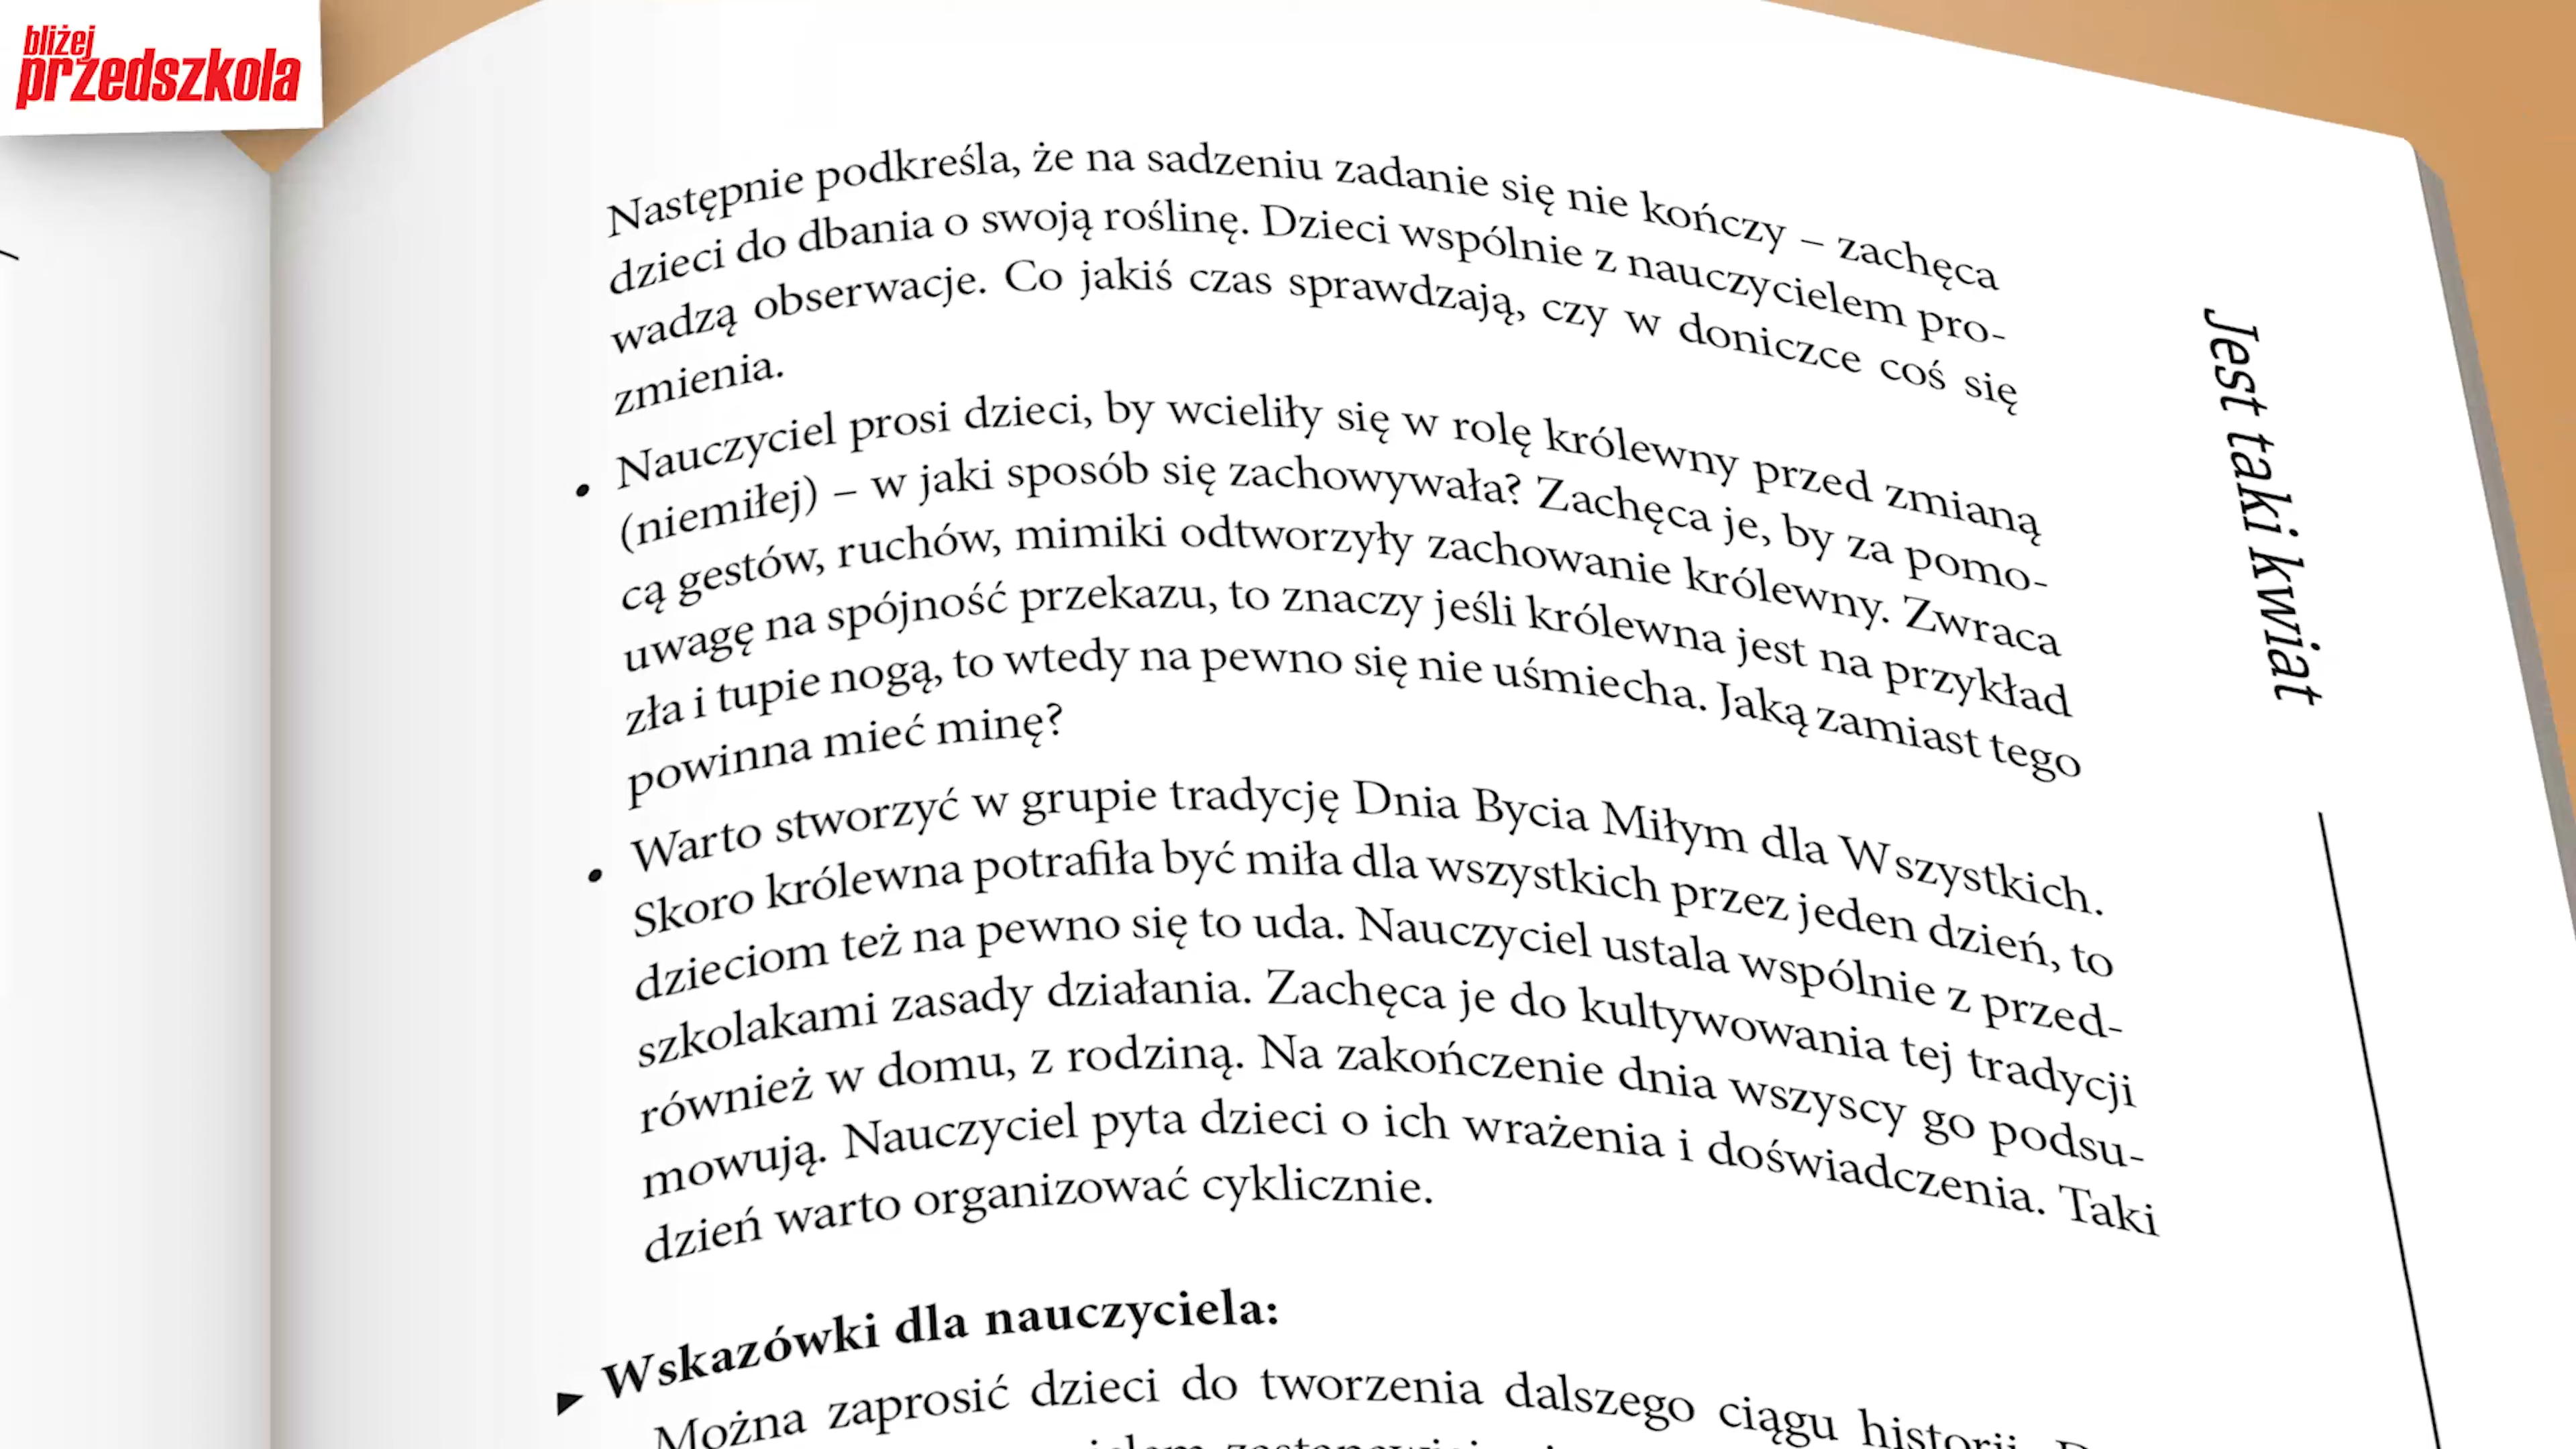 bliżej
przedszkola
Następnie podkreśla, że na sadzeniu zadanie się nie kończy – zachęca
dzieci do dbania o swoją roślinę. Dzieci wspólnie z nauczycielem pro-
wadzą obserwacje. Co jakiś czas sprawdzają, czy w doniczce coś się
zmienia.
• Nauczyciel prosi dzieci, by wcieliły się w rolę królewny przed zmianą
(niemiłej) – w jaki sposób się zachowywała? Zachęca je, by za pomo-
cą gestów, ruchów, mimiki odtworzyły zachowanie królewny. Zwraca
uwagę na spójność przekazu, to znaczy jeśli królewna jest na przykład
zła i tupie nogą, to wtedy na pewno się nie uśmiecha. Jaką zamiast tego
powinna mieć minę?
• Warto stworzyć w grupie tradycję Dnia Bycia Miłym dla Wszystkich.
Skoro królewna potrafiła być miła dla wszystkich przez jeden dzień, to
dzieciom też na pewno się to uda. Nauczyciel ustala wspólnie z przed-
szkolakami zasady działania. Zachęca je do kultywowania tej tradycji
również w domu, z rodziną. Na zakończenie dnia wszyscy go podsu-
mowują. Nauczyciel pyta dzieci o ich wrażenia i doświadczenia. Taki
dzień warto organizować cyklicznie.
► Wskazówki dla nauczyciela:
Można zaprosić dzieci do tworzenia dalszego ciągu historii.
Jest taki kwiat